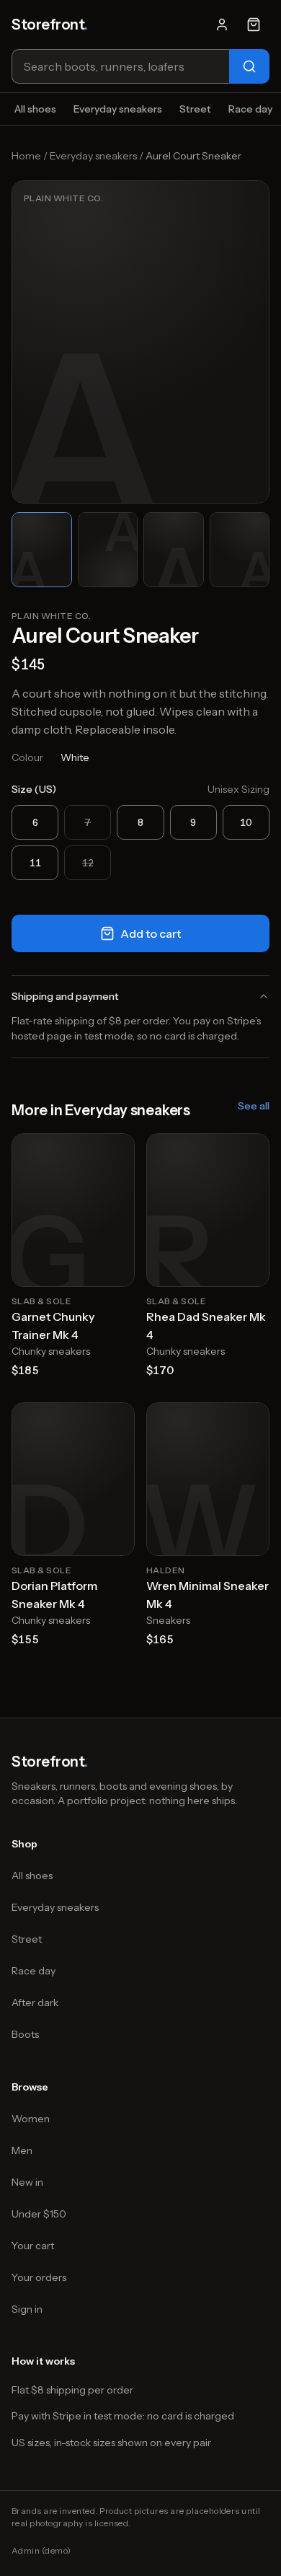 Storefront.
Search boots, runners, loafers
All shoes Everyday sneakers Street Race day
Home / Everyday sneakers / Aurel Court Sneaker
PLAIN WHITE CO.
A
A
A
A
A
PLAIN WHITE CO.
Aurel Court Sneaker
$145
A court shoe with nothing on it but the stitching.
Stitched cupsole, not glued. Wipes clean with a
damp cloth. Replaceable insole.
Colour White
Size (US) Unisex Sizing
6 7 8 9 10
11 12
Add to cart
Shipping and payment
Flat-rate shipping of $8 per order. You pay on Stripe's
hosted page in test mode, so no card is charged.
More in Everyday sneakers See all
G
SLAB & SOLE
Garnet Chunky
Trainer Mk 4
Chunky sneakers
$185
R
SLAB & SOLE
Rhea Dad Sneaker Mk
4
Chunky sneakers
$170
D
SLAB & SOLE
Dorian Platform
Sneaker Mk 4
Chunky sneakers
$155
W
HALDEN
Wren Minimal Sneaker
Mk 4
Sneakers
$165
Storefront.
Sneakers, runners, boots and evening shoes, by
occasion. A portfolio project: nothing here ships.
Shop
All shoes
Everyday sneakers
Street
Race day
After dark
Boots
Browse
Women
Men
New in
Under $150
Your cart
Your orders
Sign in
How it works
Flat $8 shipping per order
Pay with Stripe in test mode: no card is charged
US sizes, in-stock sizes shown on every pair
Brands are invented. Product pictures are placeholders until
real photography is licensed.
Admin (demo)